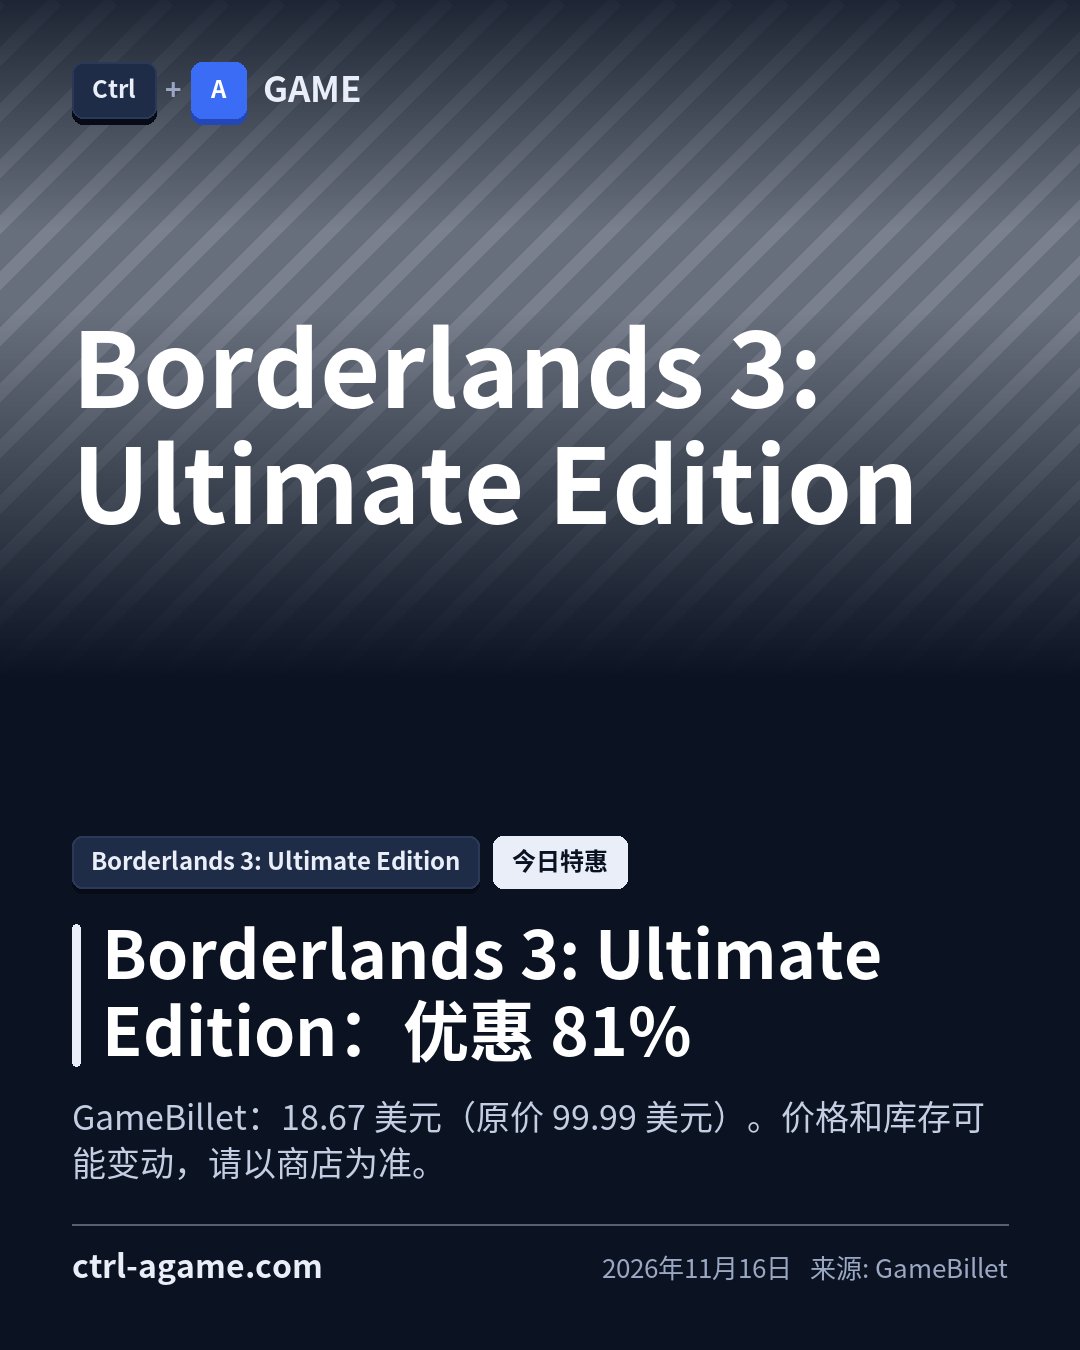 Ctrl + A GAME
Borderlands 3:
Ultimate Edition
Borderlands 3: Ultimate Edition 今日特惠
Borderlands 3: Ultimate
Edition：优惠 81%
GameBillet：18.67 美元（原价 99.99 美元）。价格和库存可
能变动，请以商店为准。
ctrl-agame.com 2026年11月16日 来源: GameBillet